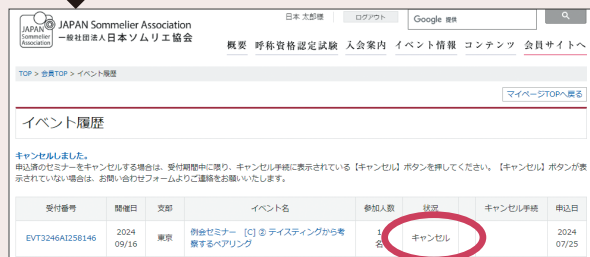 JAPAN
Sommelier
Association
JAPAN Sommelier Association
一般社団法人日本ソムリエ協会
日本 太郎様
ログアウト
Google 提供
概要 呼称資格認定試験 入会案内 イベント情報 コンテンツ 会員サイトへ
TOP > 会員TOP > イベント履歴
マイページTOPへ戻る
イベント履歴
キャンセルしました。
申込済のセミナーをキャンセルする場合は、受付期間中に限り、キャンセル手続に表示されている【キャンセル】ボタンを押してください。【キャンセル】ボタンが表
示されていない場合は、お問い合わせフォームよりご連絡をお願いいたします。
受付番号 開催日 支部 イベント名 参加人数 状況 キャンセル手続 申込日
EVT3246AI258146 2024 09/16 東京 例会セミナー [C] ② テイスティングから考察するペアリング 1名 キャンセル 2024 07/25